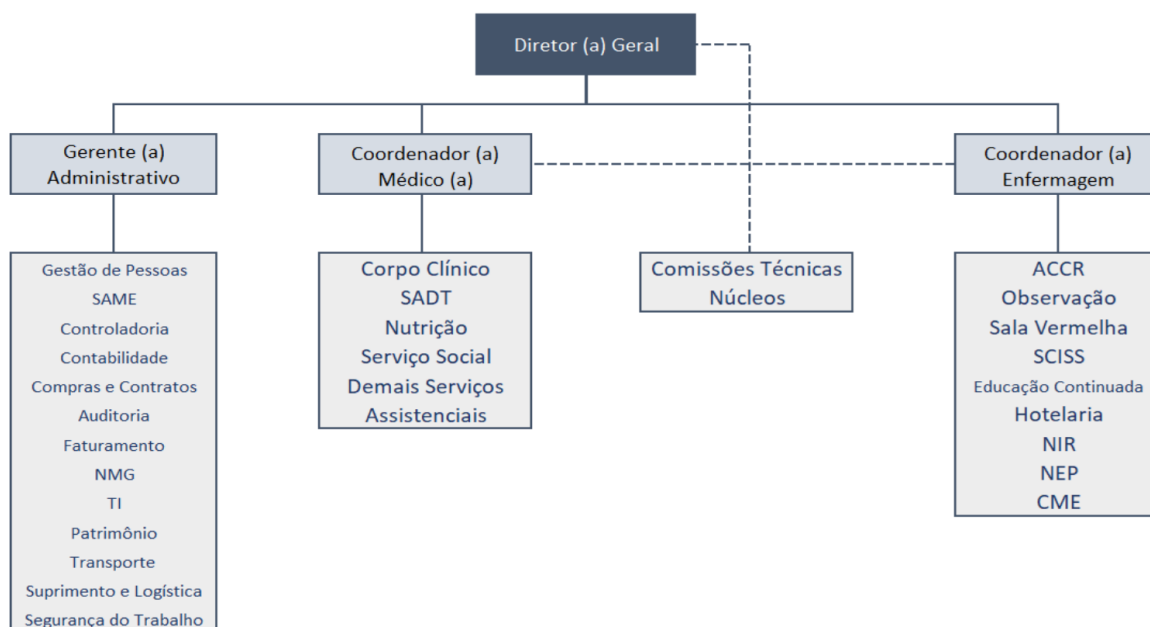 Diretor (a) Geral
Gerente (a)
Administrativo
Coordenador (a)
Médico (a)
Coordenador (a)
Enfermagem
Gestão de Pessoas
SAME
Controladoria
Contabilidade
Compras e Contratos
Auditoria
Faturamento
NMG
TI
Patrimônio
Transporte
Suprimento e Logística
Segurança do Trabalho
Corpo Clínico
SADT
Nutrição
Serviço Social
Demais Serviços
Assistenciais
Comissões Técnicas
Núcleos
ACCR
Observação
Sala Vermelha
SCISS
Educação Continuada
Hotelaria
NIR
NEP
CME